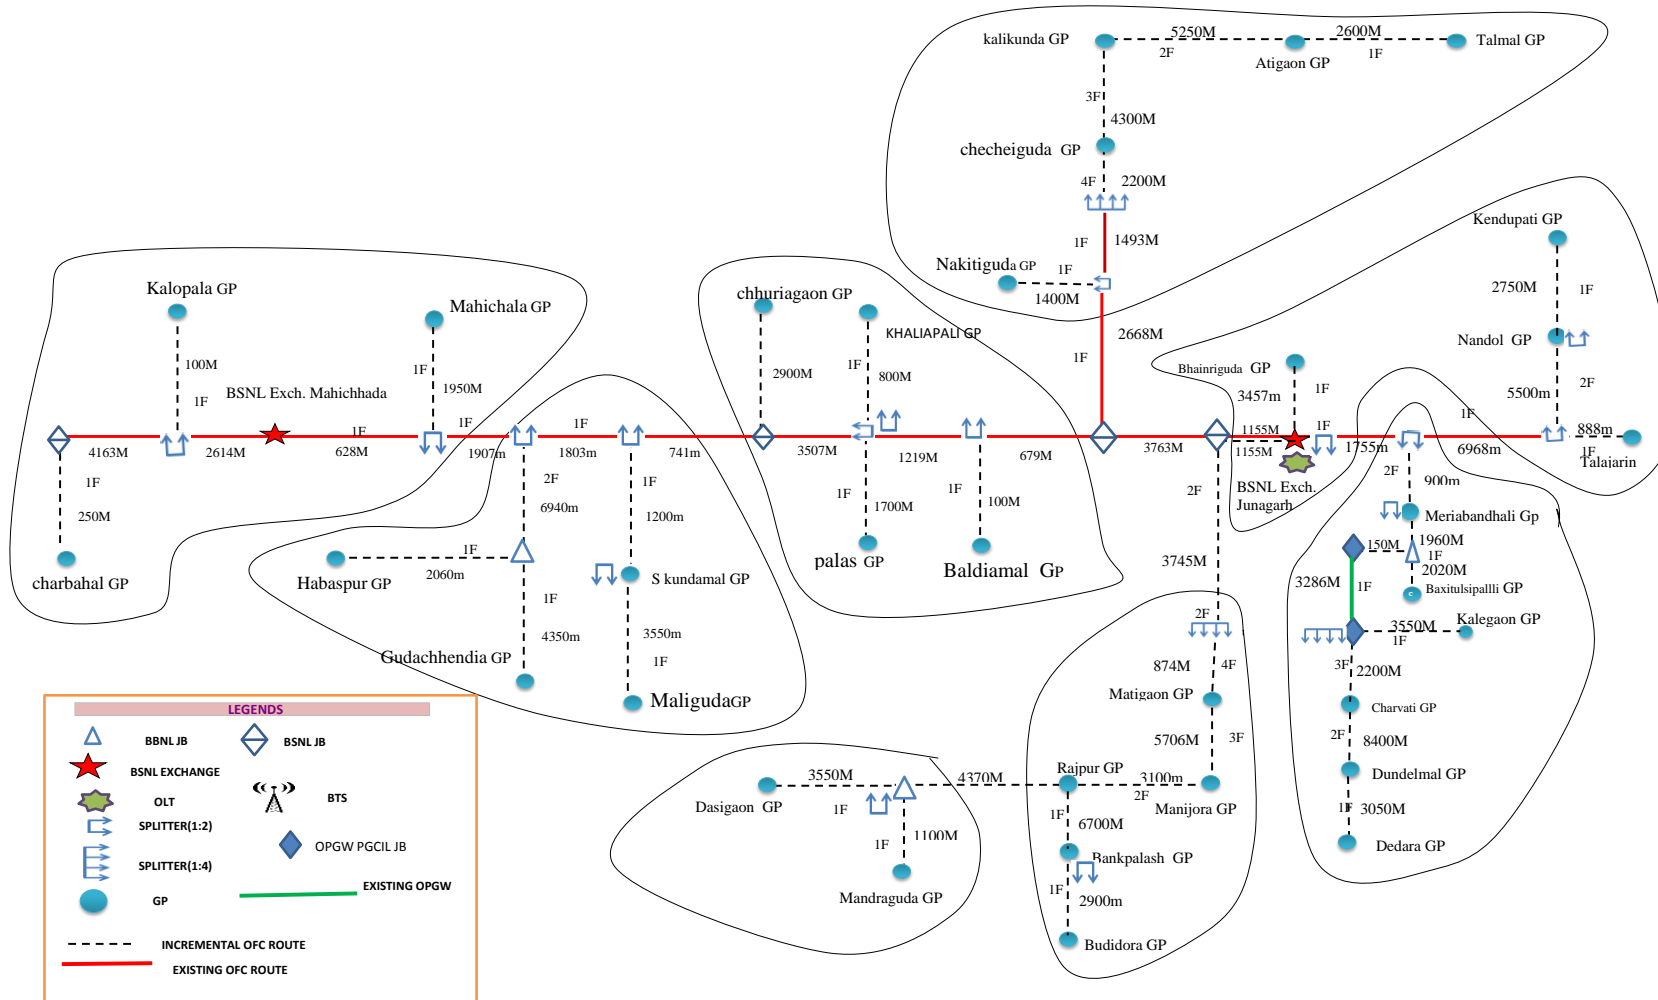 kalikunda GP
5250M
2F
Atigaon GP
2600M
1F
Talmal GP
3F
4300M
checheiguda GP
4F
2200M
1F
1493M
Nakitiguda GP
1F
1400M
2668M
1F
Kendupati GP
2750M
1F
Nandol GP
2F
5500m
1F
888m
1F
Talajarin
6968m
Bhainriguda GP
3457m
1F
1F
1155M
1155M
1755m
BSNL Exch.
Junagarh
Kalopala GP
100M
1F
BSNL Exch. Mahichhada
Mahichala GP
1F
1950M
1F
1F
4163M
2614M
628M
1907m
1F
250M
charbahal GP
1F
1803m
741m
2F
6940m
1F
1200m
1F
Habaspur GP
2060m
S kundamal GP
1F
4350m
3550m
1F
Gudachhendia GP
MaligudaGP
chhuriagaon GP
2900M
KHALIAPALI GP
1F
800M
3507M
1219M
679M
1F
1700M
palas GP
1F
100M
Baldiamal GP
3763M
2F
3745M
2F
874M
4F
Matigaon GP
5706M
3F
Rajpur GP
3100m
2F
Manijora GP
1F
6700M
Bankpalash GP
1F
2900m
Budidora GP
4370M
3550M
Dasigaon GP
1F
1F
1100M
Mandraguda GP
2F
900m
Meriabandhali Gp
150M
1960M
1F
2020M
Baxitulsipallli GP
C
3286M
1F
3550M
1F
Kalegaon GP
3F
2200M
Charvati GP
2F
8400M
Dundelmal GP
1F
3050M
Dedara GP
LEGENDS
BBNL JB
BSNL JB
BSNL EXCHANGE
OLT
BTS
SPLITTER(1:2)
SPLITTER(1:4)
OPGW PGCIL JB
GP
EXISTING OPGW
INCREMENTAL OFC ROUTE
EXISTING OFC ROUTE